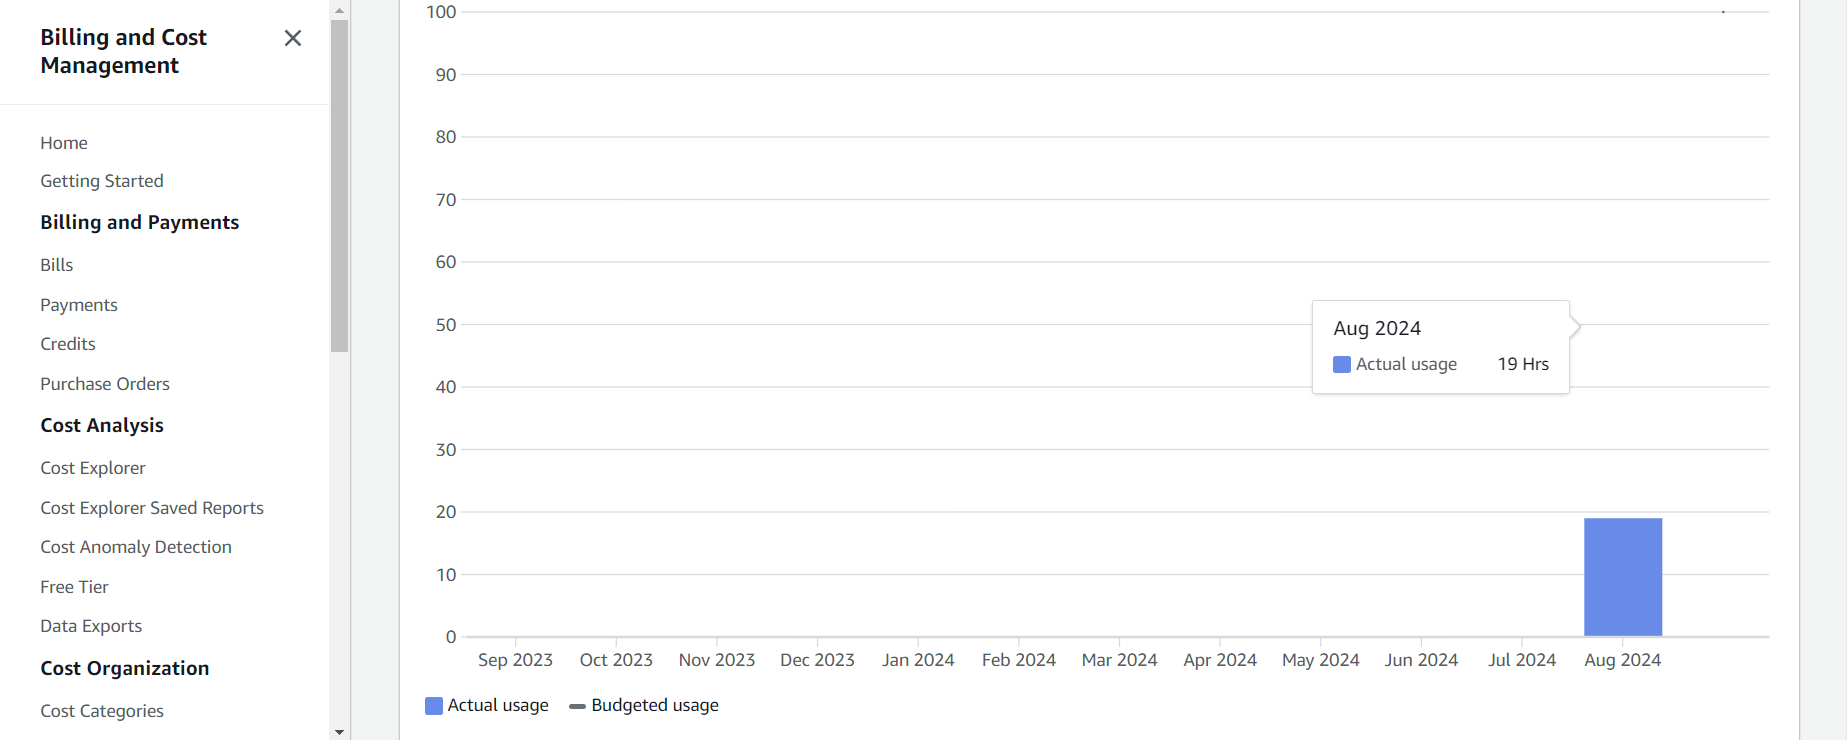 Billing and Cost
Management
Home
Getting Started
Billing and Payments
Bills
Payments
Credits
Purchase Orders
Cost Analysis
Cost Explorer
Cost Explorer Saved Reports
Cost Anomaly Detection
Free Tier
Data Exports
Cost Organization
Cost Categories
100
90
80
70
60
50
40
30
20
10
0
Aug 2024
Actual usage 19 Hrs
Sep 2023 Oct 2023 Nov 2023 Dec 2023 Jan 2024 Feb 2024 Mar 2024 Apr 2024 May 2024 Jun 2024 Jul 2024 Aug 2024
Actual usage Budgeted usage